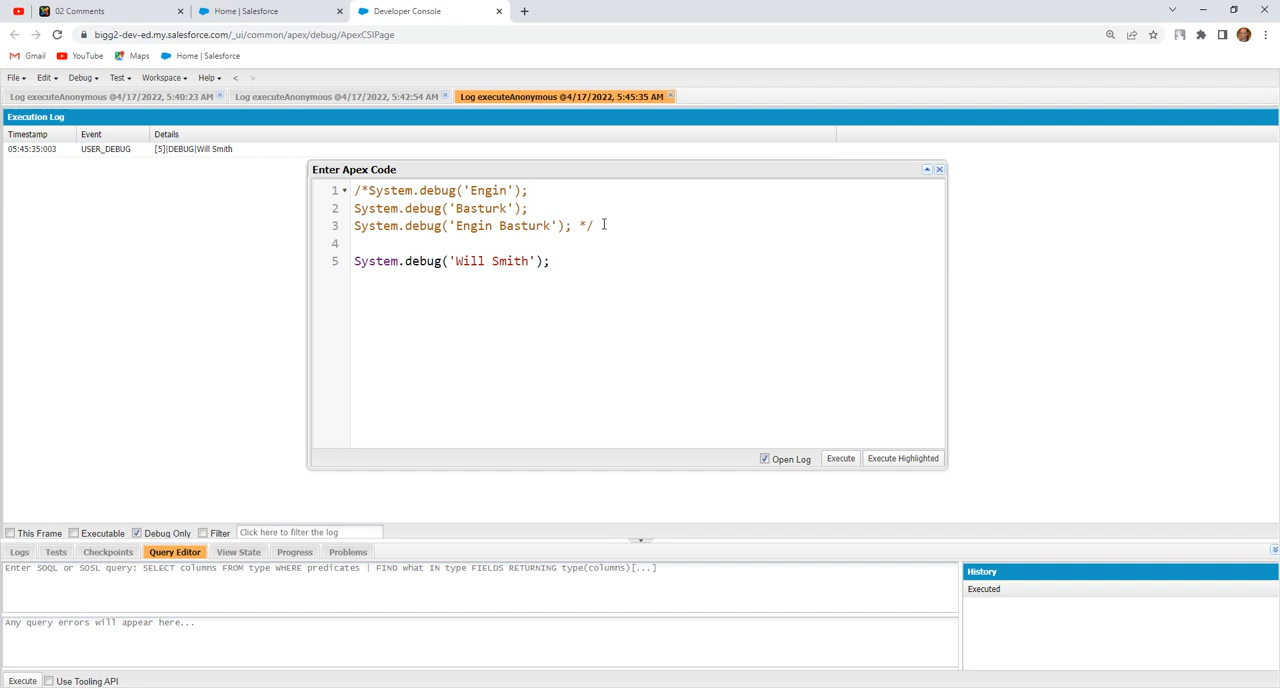 02 Comments
Home | Salesforce
Developer Console
bigg2-dev-ed.my.salesforce.com/_ui/common/apex/debug/ApexCSIPage
Gmail
YouTube
Maps
Home | Salesforce
File
Edit
Debug
Test
Workspace
Help
<
>
Log executeAnonymous @4/17/2022, 5:40:23 AM
Log executeAnonymous @4/17/2022, 5:42:54 AM
Log executeAnonymous @4/17/2022, 5:45:35 AM
Execution Log
Timestamp Event Details
05:45:35:003 USER_DEBUG [5]|DEBUG|Will Smith
Enter Apex Code
1 /*System.debug('Engin');
2 System.debug('Basturk');
3 System.debug('Engin Basturk'); */
4
5 System.debug('Will Smith');
Open Log
Execute
Execute Highlighted
This Frame
Executable
Debug Only
Filter
Click here to filter the log
Logs
Tests
Checkpoints
Query Editor
View State
Progress
Problems
Enter SOQL or SOSL query: SELECT columns FROM type WHERE predicates | FIND what IN type FIELDS RETURNING type(columns)[...]
History
Executed
Any query errors will appear here...
Execute
Use Tooling API